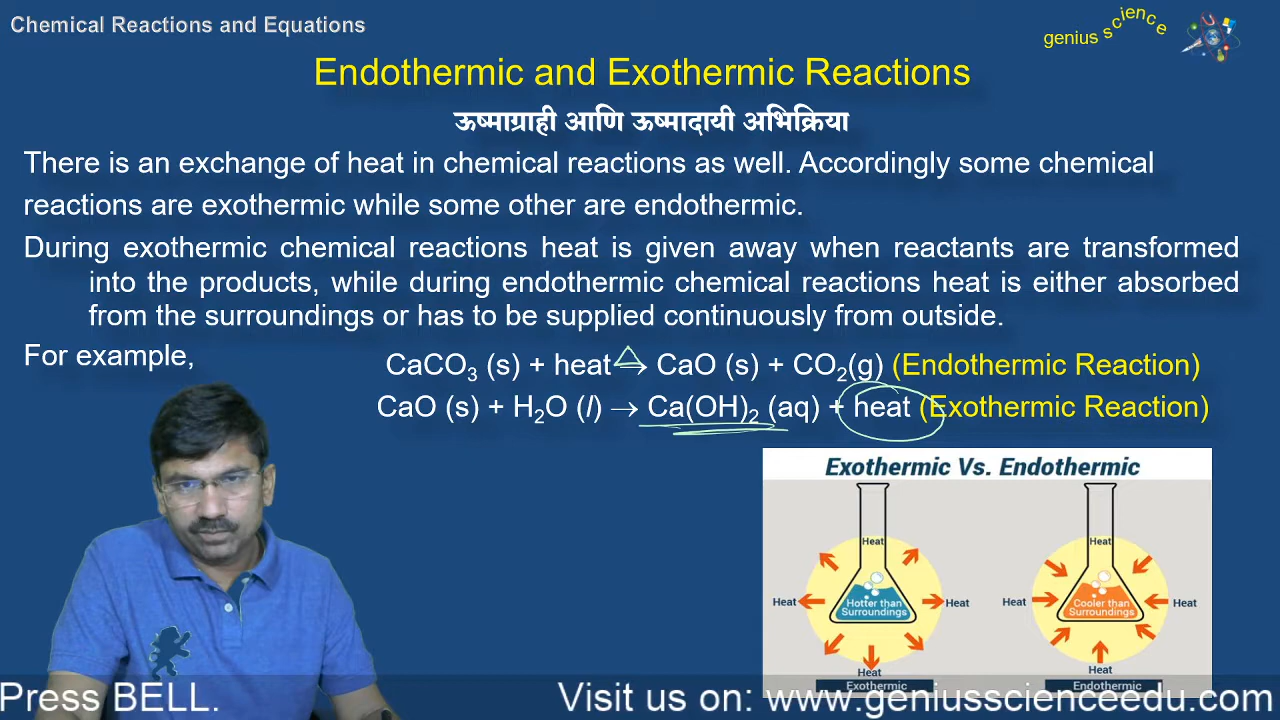 Chemical Reactions and Equations
genius science
Endothermic and Exothermic Reactions
ऊष्माग्राही आणि ऊष्मादायी अभिक्रिया
There is an exchange of heat in chemical reactions as well. Accordingly some chemical
reactions are exothermic while some other are endothermic.
During exothermic chemical reactions heat is given away when reactants are transformed
into the products, while during endothermic chemical reactions heat is either absorbed
from the surroundings or has to be supplied continuously from outside.
For example,
CaCO₃ (s) + heat → CaO (s) + CO₂(g) (Endothermic Reaction)
CaO (s) + H₂O (l) → Ca(OH)₂ (aq) + heat (Exothermic Reaction)
Exothermic Vs. Endothermic
Heat
Heat
Hotter than
Surroundings
Heat
Heat
Exothermic
Heat
Heat
Cooler than
Surroundings
Heat
Heat
Endothermic
Press BELL.
Visit us on: www.geniusscienceedu.com